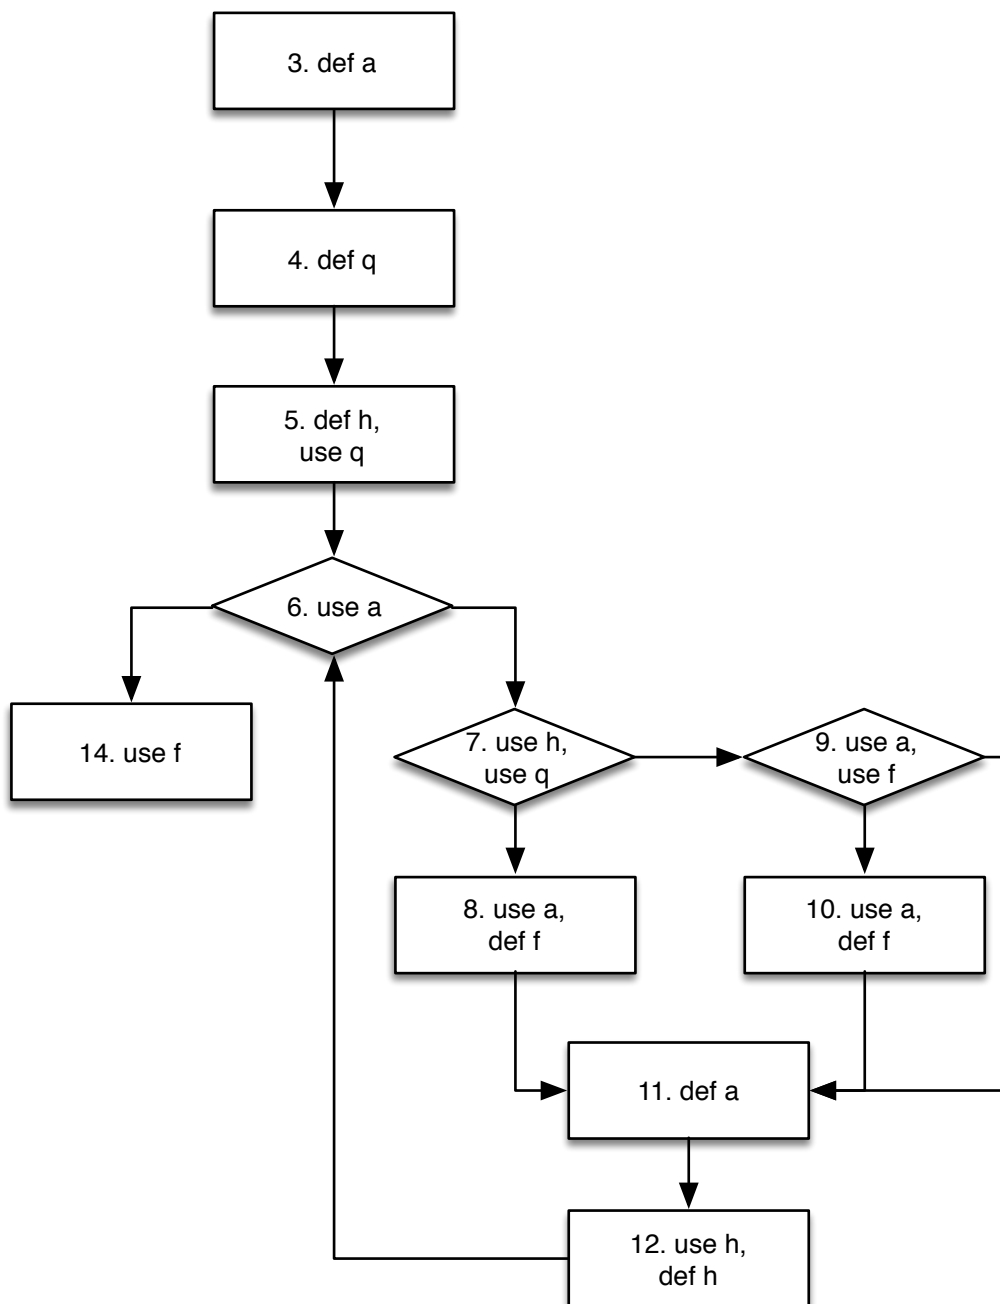 3. def a
4. def q
5. def h,
use q
6. use a
14. use f
7. use h,
use q
9. use a,
use f
8. use a,
def f
10. use a,
def f
11. def a
12. use h,
def h